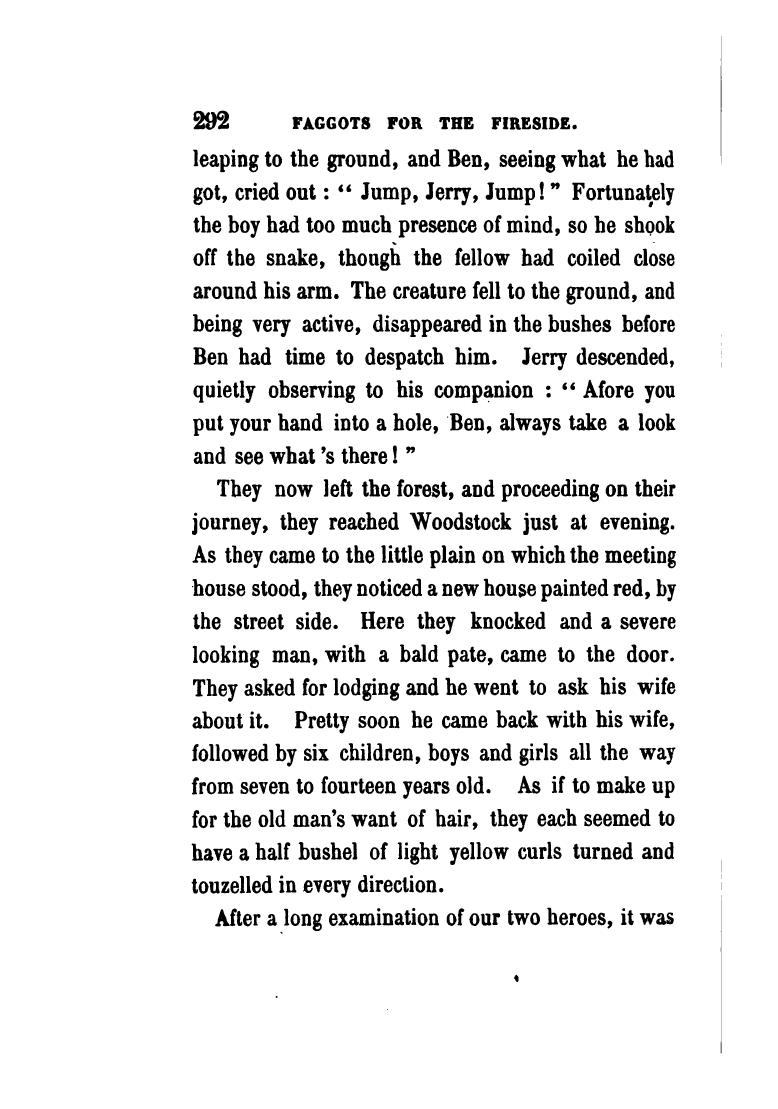 292 FAGGOTS FOR THE FIRESIDE.
leaping to the ground, and Ben, seeing what he had
got, cried out : “ Jump, Jerry, Jump! ” Fortunately
the boy had too much presence of mind, so he shook
off the snake, though the fellow had coiled close
around his arm. The creature fell to the ground, and
being very active, disappeared in the bushes before
Ben had time to despatch him. Jerry descended,
quietly observing to his companion : “ Afore you
put your hand into a hole, Ben, always take a look
and see what ’s there! ”
They now left the forest, and proceeding on their
journey, they reached Woodstock just at evening.
As they came to the little plain on which the meeting
house stood, they noticed a new house painted red, by
the street side. Here they knocked and a severe
looking man, with a bald pate, came to the door.
They asked for lodging and he went to ask his wife
about it. Pretty soon he came back with his wife,
followed by six children, boys and girls all the way
from seven to fourteen years old. As if to make up
for the old man’s want of hair, they each seemed to
have a half bushel of light yellow curls turned and
touzelled in every direction.
After a long examination of our two heroes, it was